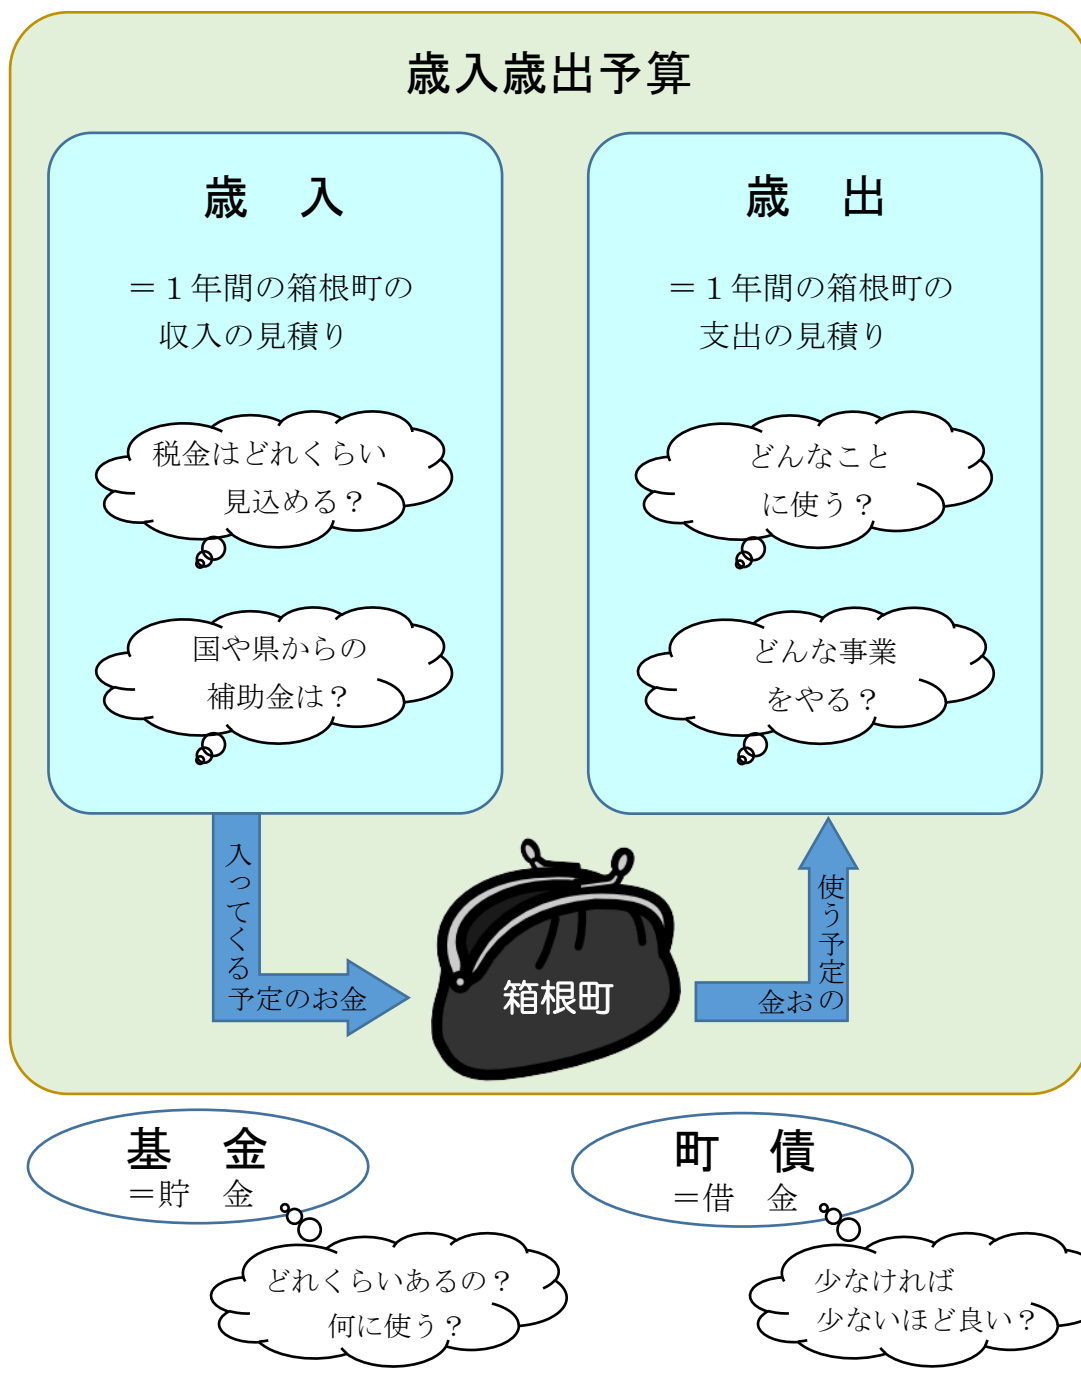 歳入歳出予算
歳　入
＝１年間の箱根町の
収入の見積り
税金はどれくらい
見込める？
国や県からの
補助金は？
歳　出
＝１年間の箱根町の
支出の見積り
どんなこと
に使う？
どんな事業
をやる？
入ってくる
予定のお金
箱根町
使う予定の
お金
基　金
＝貯　金
どれくらいあるの？
何に使う？
町　債
＝借　金
少なければ
少ないほど良い？